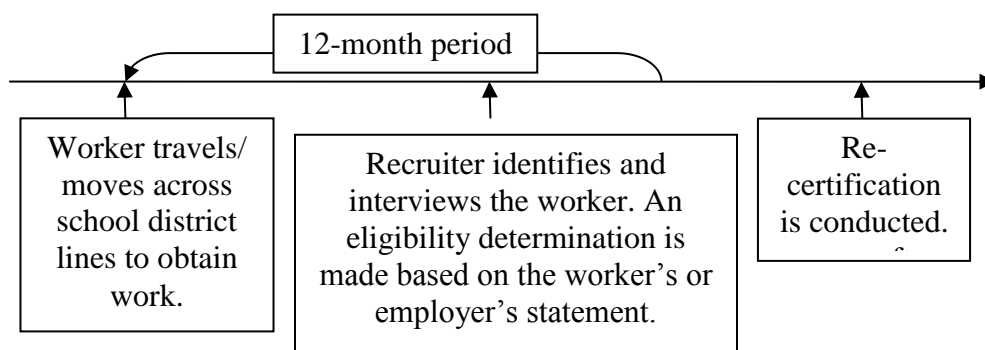 12-month period
Worker travels/
moves across
school district
lines to obtain
work.
Recruiter identifies and
interviews the worker. An
eligibility determination is
made based on the worker’s or
employer’s statement.
Re-
certification
is conducted.